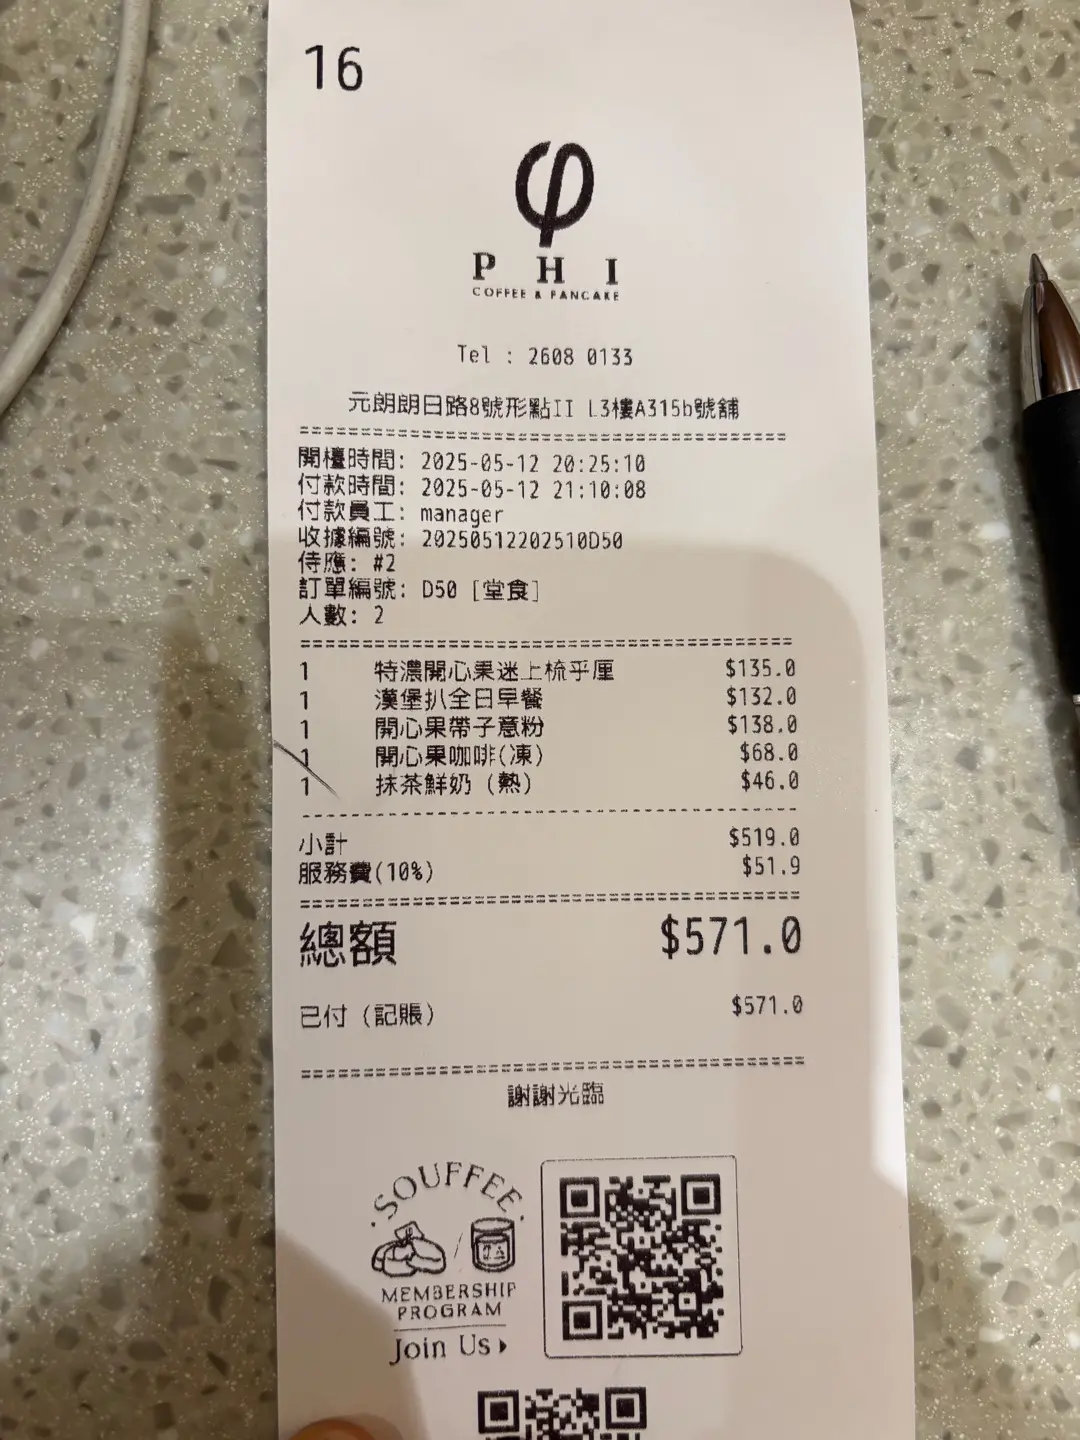 16
PHI
COFFEE & PANCAKE
Tel : 2608 0133
元朗朗日路8號形點II L3樓A315b號舖
開檯時間: 2025-05-12 20:25:10
付款時間: 2025-05-12 21:10:08
付款員工: manager
收據編號: 20250512202510D50
侍應: #2
訂單編號: D50 [堂食]
人數: 2
1 特濃開心果迷上梳乎厘 $135.0
1 漢堡扒全日早餐 $132.0
1 開心果帶子意粉 $138.0
1 開心果咖啡(凍) $68.0
1 抹茶鮮奶 (熱) $46.0
小計 $519.0
服務費(10%) $51.9
總額 $571.0
已付 (記賬) $571.0
謝謝光臨
SOUFFEE
MEMBERSHIP
PROGRAM
Join Us